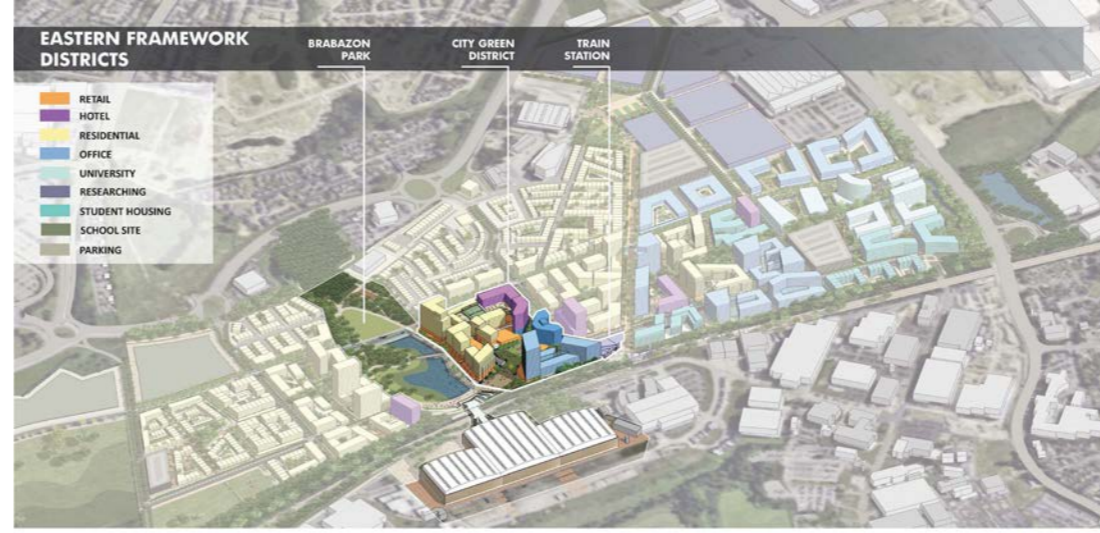 EASTERN FRAMEWORK
DISTRICTS
BRABAZON
PARK
CITY GREEN
DISTRICT
TRAIN
STATION
RETAIL
HOTEL
RESIDENTIAL
OFFICE
UNIVERSITY
RESEARCHING
STUDENT HOUSING
SCHOOL SITE
PARKING